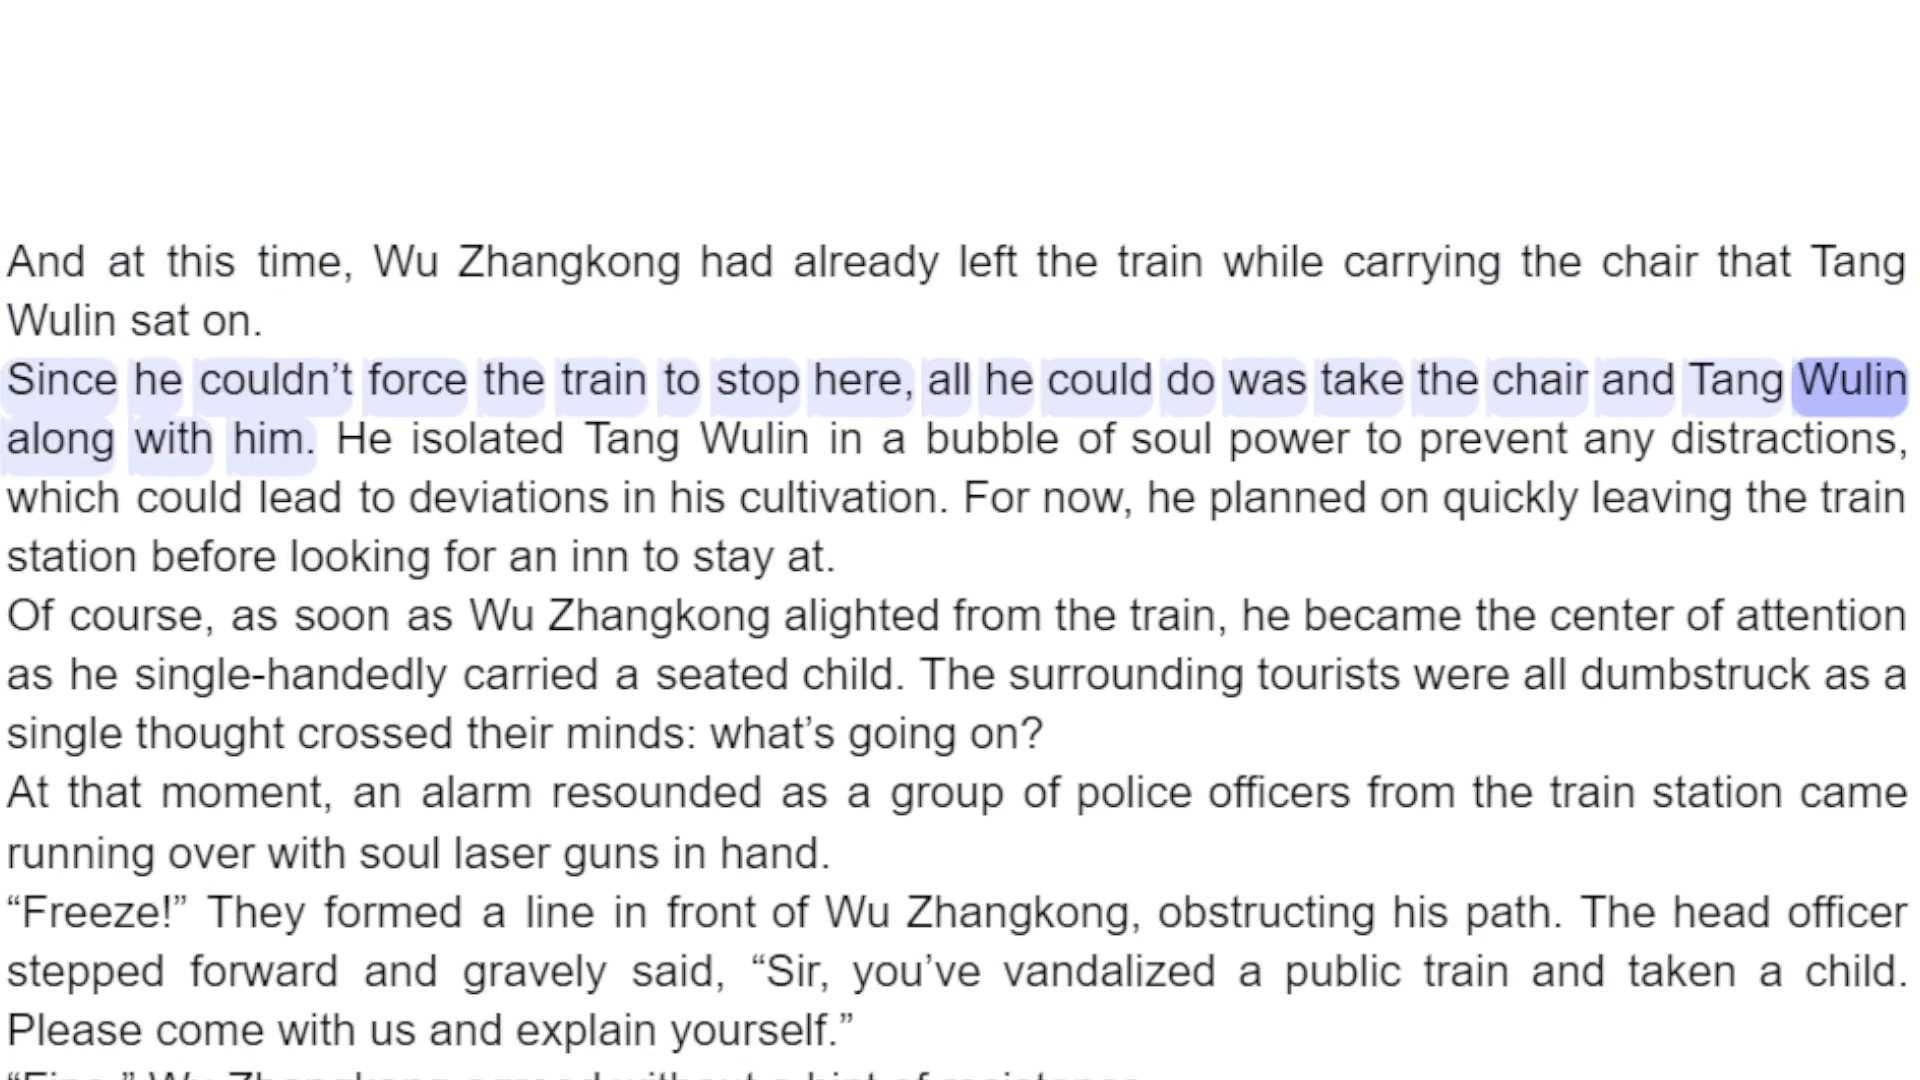 And at this time, Wu Zhangkong had already left the train while carrying the chair that Tang
Wulin sat on.
Since he couldn’t force the train to stop here, all he could do was take the chair and Tang Wulin
along with him. He isolated Tang Wulin in a bubble of soul power to prevent any distractions,
which could lead to deviations in his cultivation. For now, he planned on quickly leaving the train
station before looking for an inn to stay at.
Of course, as soon as Wu Zhangkong alighted from the train, he became the center of attention
as he single-handedly carried a seated child. The surrounding tourists were all dumbstruck as a
single thought crossed their minds: what’s going on?
At that moment, an alarm resounded as a group of police officers from the train station came
running over with soul laser guns in hand.
“Freeze!” They formed a line in front of Wu Zhangkong, obstructing his path. The head officer
stepped forward and gravely said, “Sir, you’ve vandalized a public train and taken a child.
Please come with us and explain yourself.”
“Fine.” Wu Zhangkong agreed without a hint of resistance.